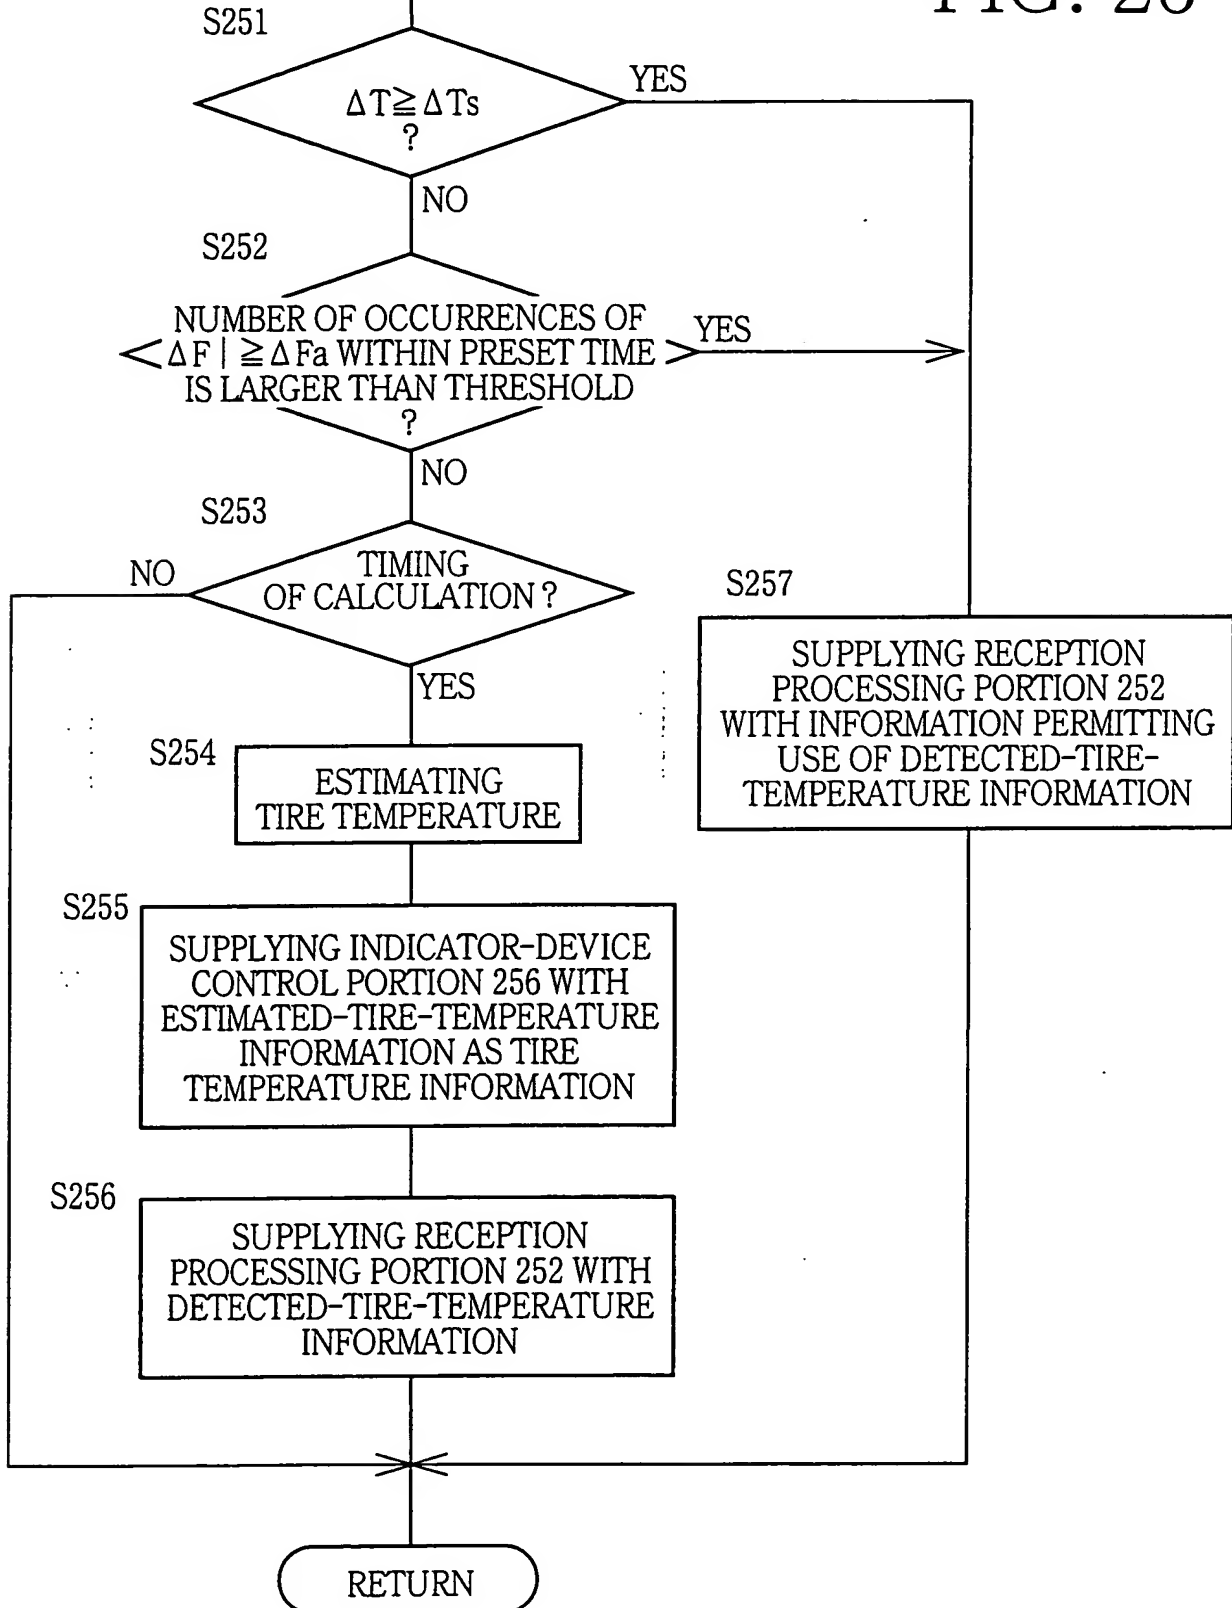 S251
ΔT≧ΔTs
?
YES
NO
S252
NUMBER OF OCCURRENCES OF
ΔF| ≧ ΔFa WITHIN PRESET TIME
IS LARGER THAN THRESHOLD
?
YES
NO
S253
TIMING
OF CALCULATION ?
NO
YES
S254
ESTIMATING
TIRE TEMPERATURE
S257
SUPPLYING RECEPTION
PROCESSING PORTION 252
WITH INFORMATION PERMITTING
USE OF DETECTED-TIRE-
TEMPERATURE INFORMATION
S255
SUPPLYING INDICATOR-DEVICE
CONTROL PORTION 256 WITH
ESTIMATED-TIRE-TEMPERATURE
INFORMATION AS TIRE
TEMPERATURE INFORMATION
S256
SUPPLYING RECEPTION
PROCESSING PORTION 252 WITH
DETECTED-TIRE-TEMPERATURE
INFORMATION
RETURN